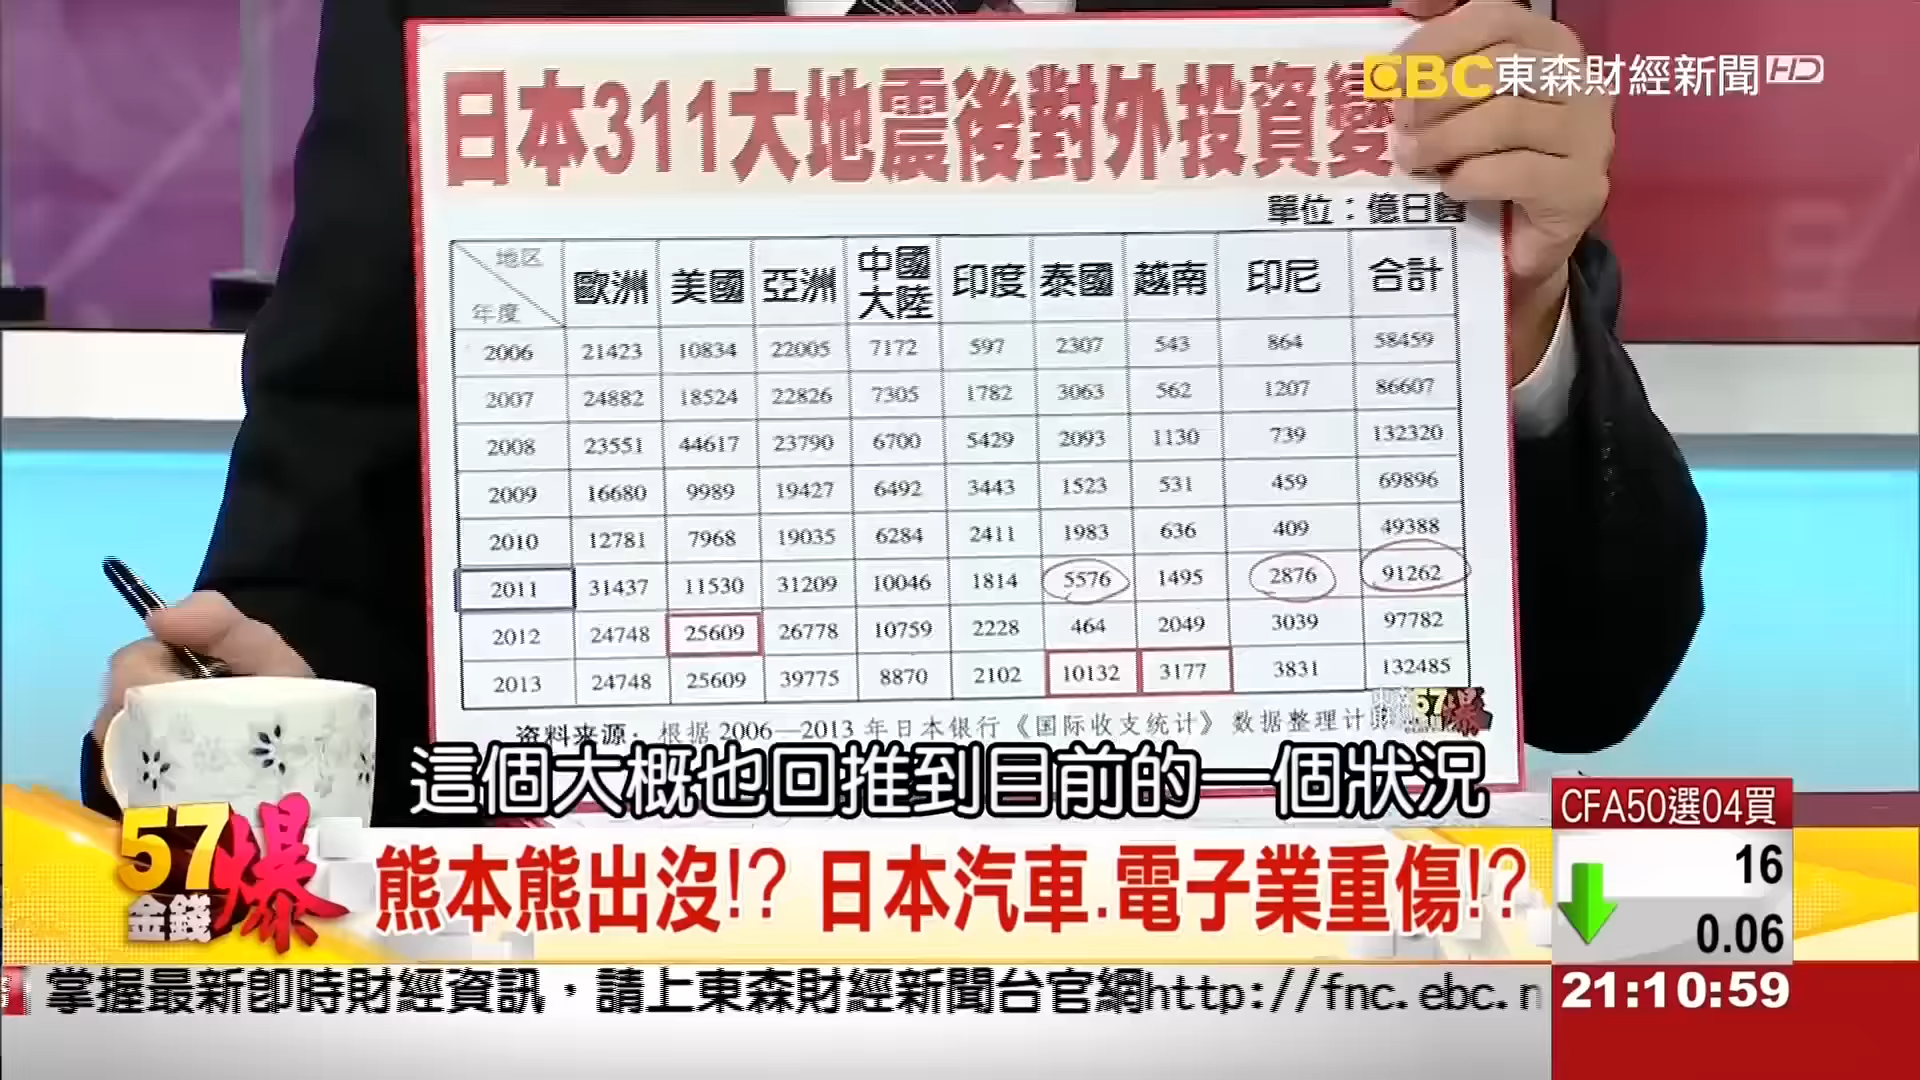 EBC東森財經新聞HD
日本311大地震後對外投資變
單位：億日圓
地区 歐洲 美國 亞洲 中國大陸 印度 泰國 越南 印尼 合計
年度
2006 21423 10834 22005 7172 597 2307 543 864 58459
2007 24882 18524 22826 7305 1782 3063 562 1207 86607
2008 23551 44617 23790 6700 5429 2093 1130 739 132320
2009 16680 9989 19427 6492 3443 1523 531 459 69896
2010 12781 7968 19035 6284 2411 1983 636 409 49388
2011 31437 11530 31209 10046 1814 5576 1495 2876 91262
2012 24748 25609 26778 10759 2228 464 2049 3039 97782
2013 24748 25609 39775 8870 2102 10132 3177 3831 132485
资料来源：根据 2006—2013 年日本银行《国际收支统计》数据整理计
57爆
這個大概也回推到目前的一個狀況
57金錢爆
熊本熊出沒!? 日本汽車.電子業重傷!?
CFA50選04買
16
0.06
掌握最新即時財經資訊，請上東森財經新聞台官網http://fnc.ebc.n
21:10:59